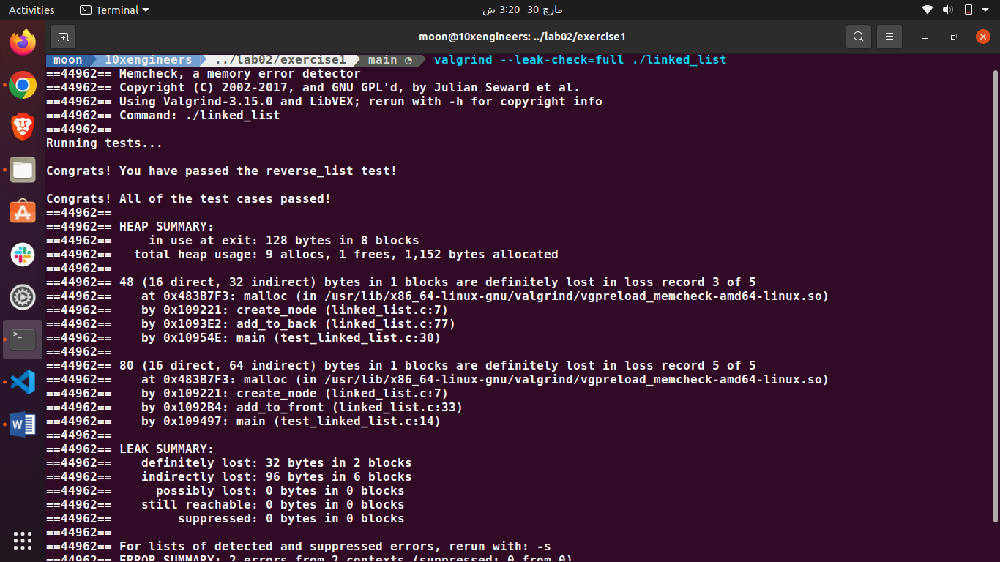 Activities
Terminal
مارچ 30  3:20 ش
moon@10xengineers: ../lab02/exercise1
moon  10xengineers  ../lab02/exercise1  main  valgrind --leak-check=full ./linked_list
==44962== Memcheck, a memory error detector
==44962== Copyright (C) 2002-2017, and GNU GPL'd, by Julian Seward et al.
==44962== Using Valgrind-3.15.0 and LibVEX; rerun with -h for copyright info
==44962== Command: ./linked_list
==44962==
Running tests...

Congrats! You have passed the reverse_list test!

Congrats! All of the test cases passed!
==44962==
==44962== HEAP SUMMARY:
==44962==     in use at exit: 128 bytes in 8 blocks
==44962==   total heap usage: 9 allocs, 1 frees, 1,152 bytes allocated
==44962==
==44962== 48 (16 direct, 32 indirect) bytes in 1 blocks are definitely lost in loss record 3 of 5
==44962==    at 0x483B7F3: malloc (in /usr/lib/x86_64-linux-gnu/valgrind/vgpreload_memcheck-amd64-linux.so)
==44962==    by 0x109221: create_node (linked_list.c:7)
==44962==    by 0x1093E2: add_to_back (linked_list.c:77)
==44962==    by 0x10954E: main (test_linked_list.c:30)
==44962==
==44962== 80 (16 direct, 64 indirect) bytes in 1 blocks are definitely lost in loss record 5 of 5
==44962==    at 0x483B7F3: malloc (in /usr/lib/x86_64-linux-gnu/valgrind/vgpreload_memcheck-amd64-linux.so)
==44962==    by 0x109221: create_node (linked_list.c:7)
==44962==    by 0x1092B4: add_to_front (linked_list.c:33)
==44962==    by 0x109497: main (test_linked_list.c:14)
==44962==
==44962== LEAK SUMMARY:
==44962==    definitely lost: 32 bytes in 2 blocks
==44962==    indirectly lost: 96 bytes in 6 blocks
==44962==      possibly lost: 0 bytes in 0 blocks
==44962==    still reachable: 0 bytes in 0 blocks
==44962==         suppressed: 0 bytes in 0 blocks
==44962==
==44962== For lists of detected and suppressed errors, rerun with: -s
==44962== ERROR SUMMARY: 2 errors from 2 contexts (suppressed: 0 from 0)